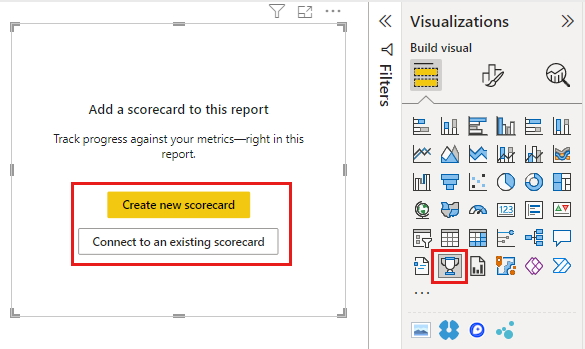 Add a scorecard to this report
Track progress against your metrics—right in this
report.
Create new scorecard
Connect to an existing scorecard
Filters
Visualizations
Build visual
123